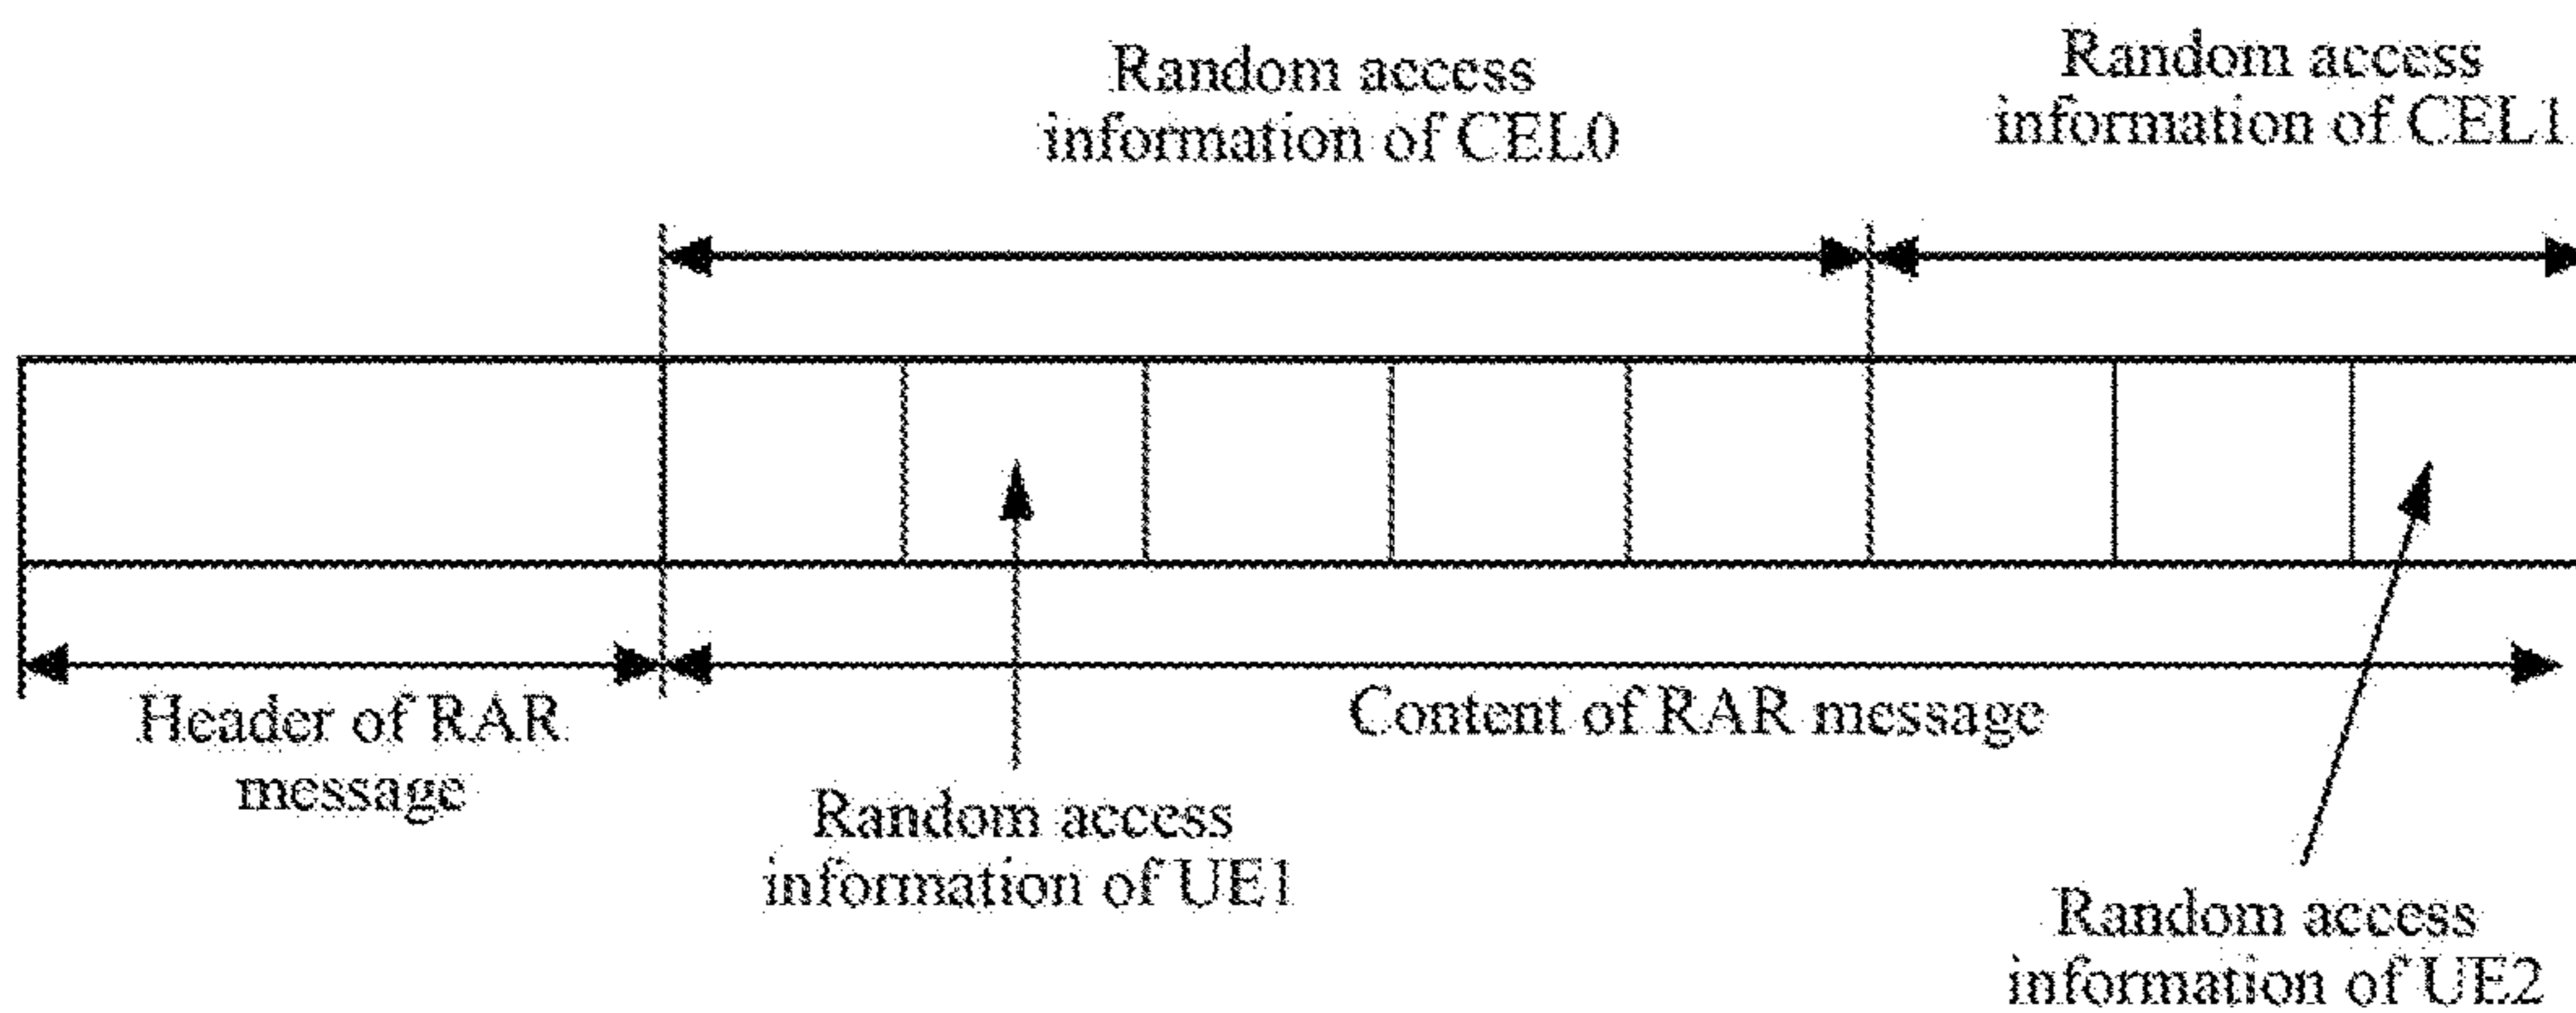 Random access
information of CEL0
Random access
information of CEL1
Header of RAR
message
Content of RAR message
Random access
information of UE1
Random access
information of UE2